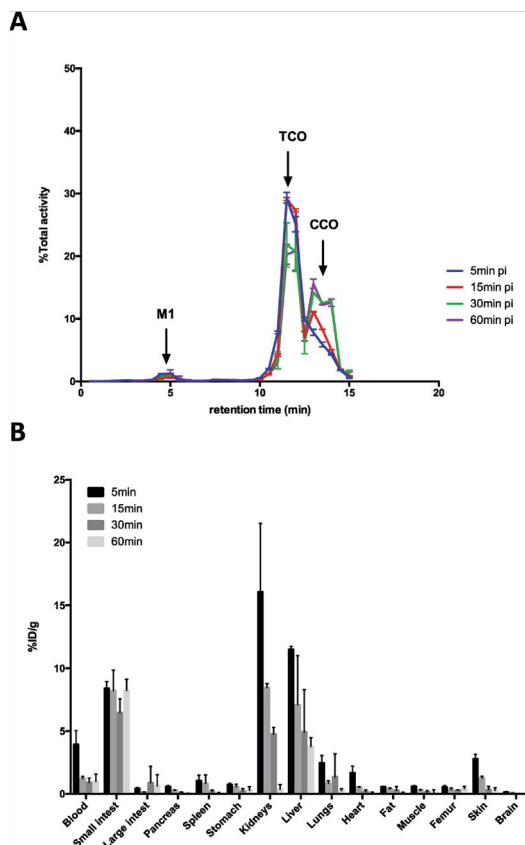 A
50
40
30
20
10
0
%Total activity
TCO
CCO
M1
5min pi
15min pi
30min pi
60min pi
0 5 10 15 20
retention time (min)
B
25
20
15
10
5
0
%ID/g
5min
15min
30min
60min
Blood
Small intest
Large intest
Pancreas
Spleen
Stomach
Kidneys
Liver
Lungs
Heart
Fat
Muscle
Femur
Skin
Brain